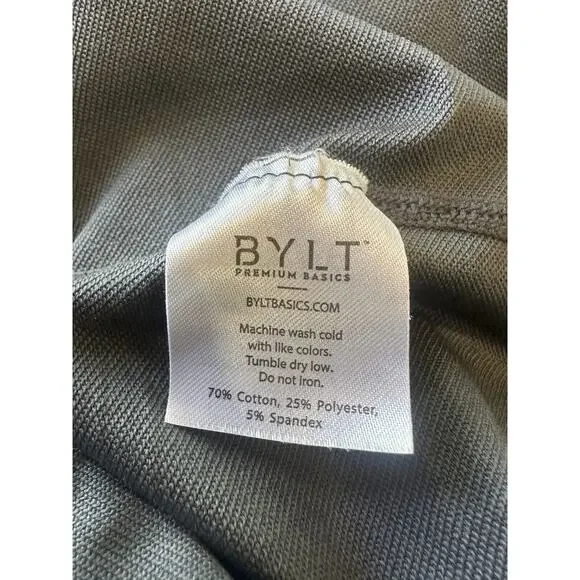 BYLT™
PREMIUM BASICS
BYLTBASICS.COM
Machine wash cold
with like colors.
Tumble dry low.
Do not iron.
70% Cotton, 25% Polyester,
5% Spandex